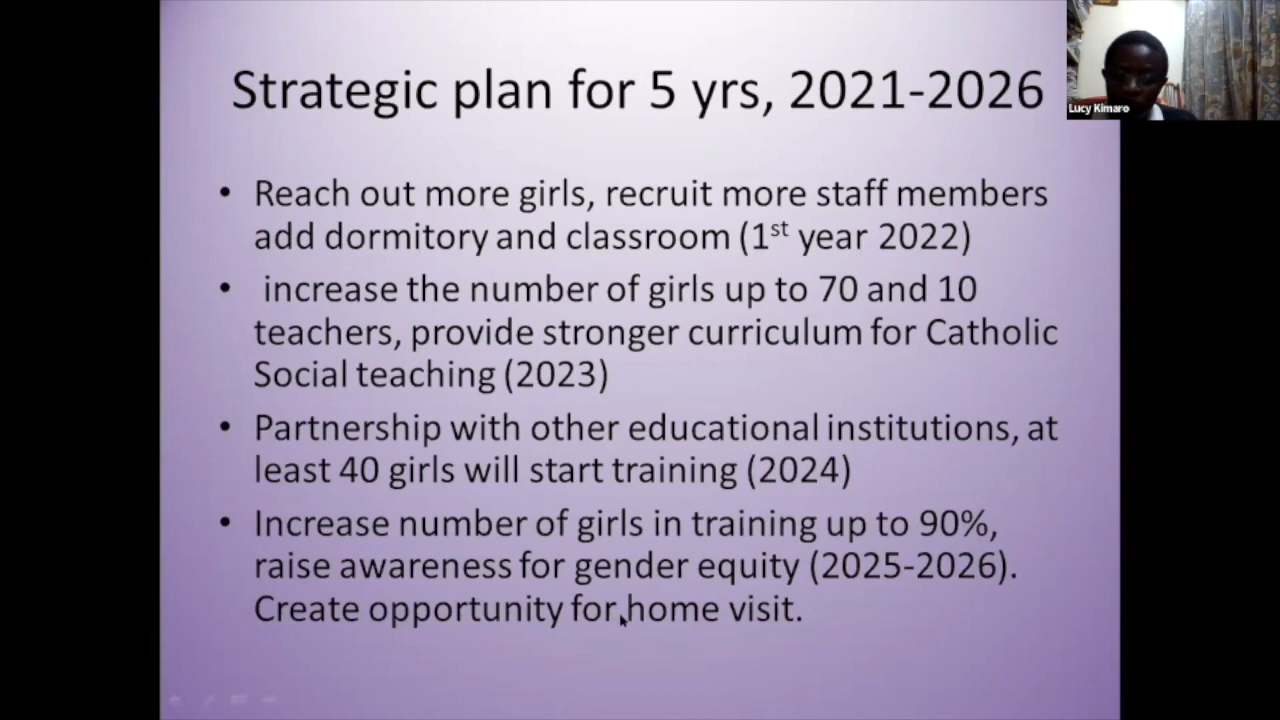 Strategic plan for 5 yrs, 2021-2026
Lucy Kimaro
• Reach out more girls, recruit more staff members
add dormitory and classroom (1st year 2022)
• increase the number of girls up to 70 and 10
teachers, provide stronger curriculum for Catholic
Social teaching (2023)
• Partnership with other educational institutions, at
least 40 girls will start training (2024)
• Increase number of girls in training up to 90%,
raise awareness for gender equity (2025-2026).
Create opportunity for home visit.